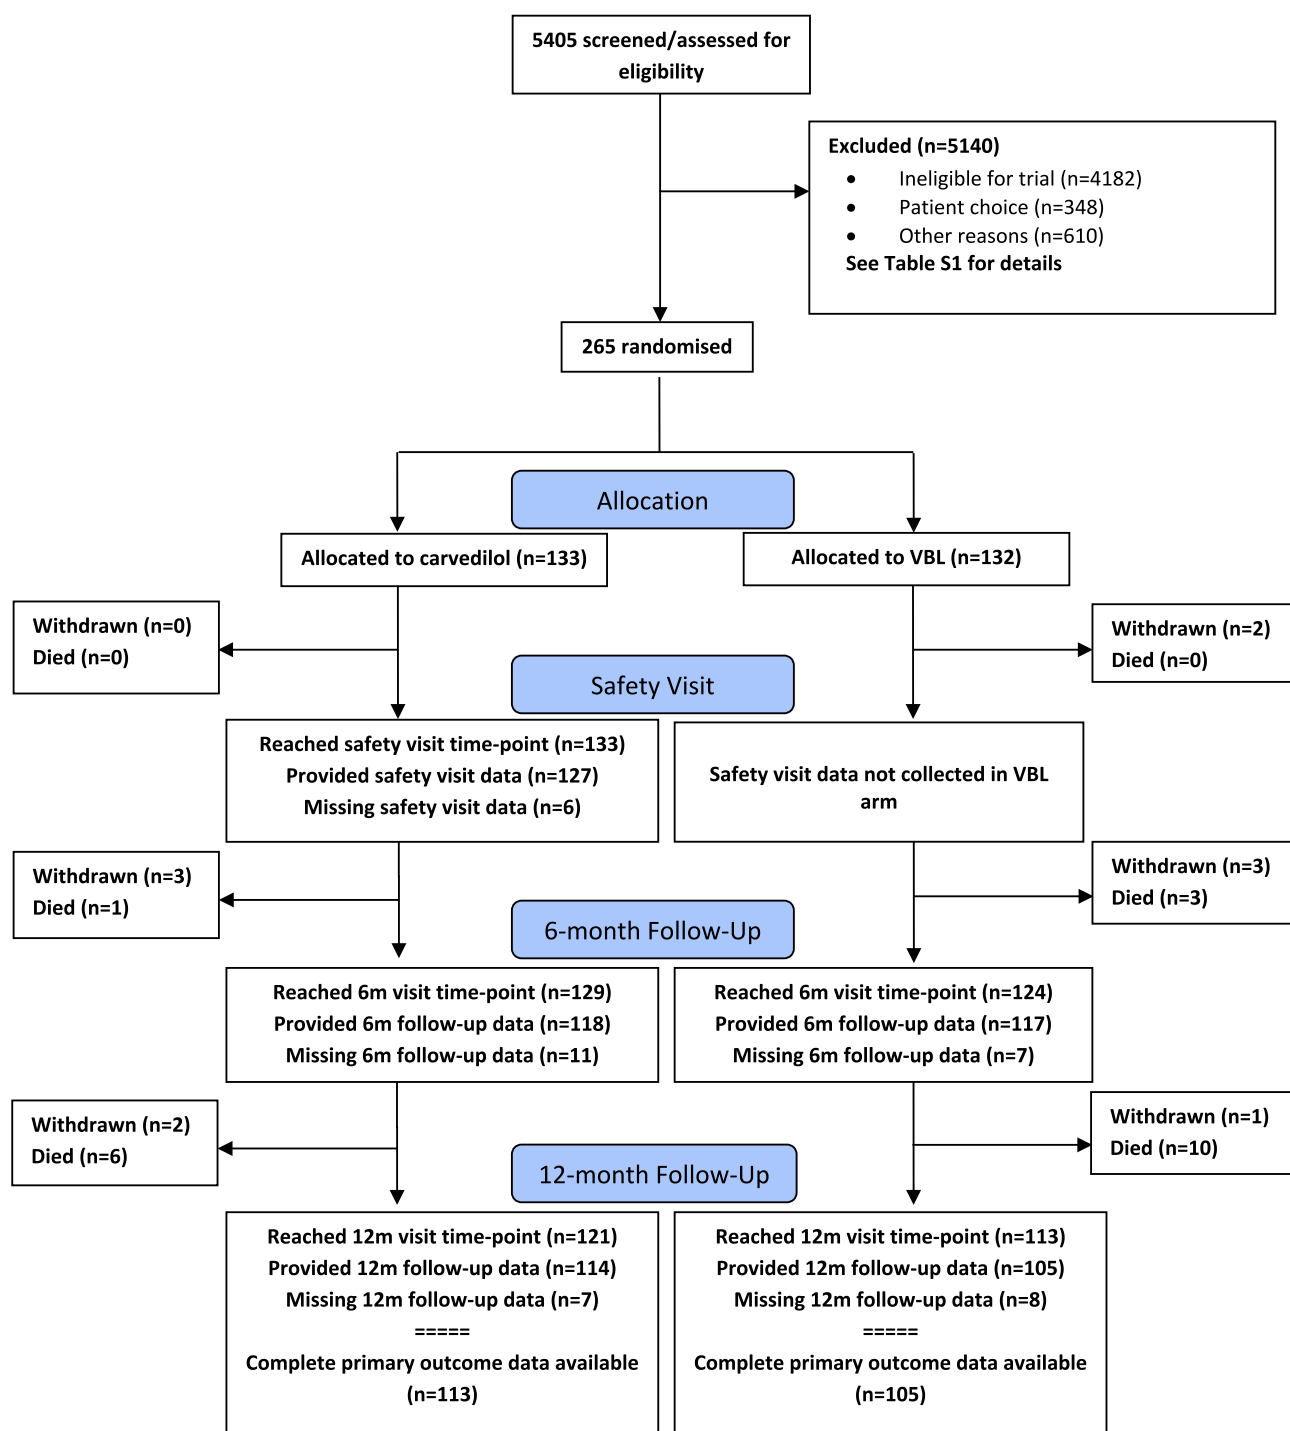 5405 screened/assessed for
eligibility
Excluded (n=5140)
• Ineligible for trial (n=4182)
• Patient choice (n=348)
• Other reasons (n=610)
See Table S1 for details
265 randomised
Allocation
Allocated to carvedilol (n=133)
Allocated to VBL (n=132)
Withdrawn (n=0)
Died (n=0)
Withdrawn (n=2)
Died (n=0)
Safety Visit
Reached safety visit time-point (n=133)
Provided safety visit data (n=127)
Missing safety visit data (n=6)
Safety visit data not collected in VBL
arm
Withdrawn (n=3)
Died (n=1)
Withdrawn (n=3)
Died (n=3)
6-month Follow-Up
Reached 6m visit time-point (n=129)
Provided 6m follow-up data (n=118)
Missing 6m follow-up data (n=11)
Reached 6m visit time-point (n=124)
Provided 6m follow-up data (n=117)
Missing 6m follow-up data (n=7)
Withdrawn (n=2)
Died (n=6)
Withdrawn (n=1)
Died (n=10)
12-month Follow-Up
Reached 12m visit time-point (n=121)
Provided 12m follow-up data (n=114)
Missing 12m follow-up data (n=7)
=====
Complete primary outcome data available
(n=113)
Reached 12m visit time-point (n=113)
Provided 12m follow-up data (n=105)
Missing 12m follow-up data (n=8)
=====
Complete primary outcome data available
(n=105)